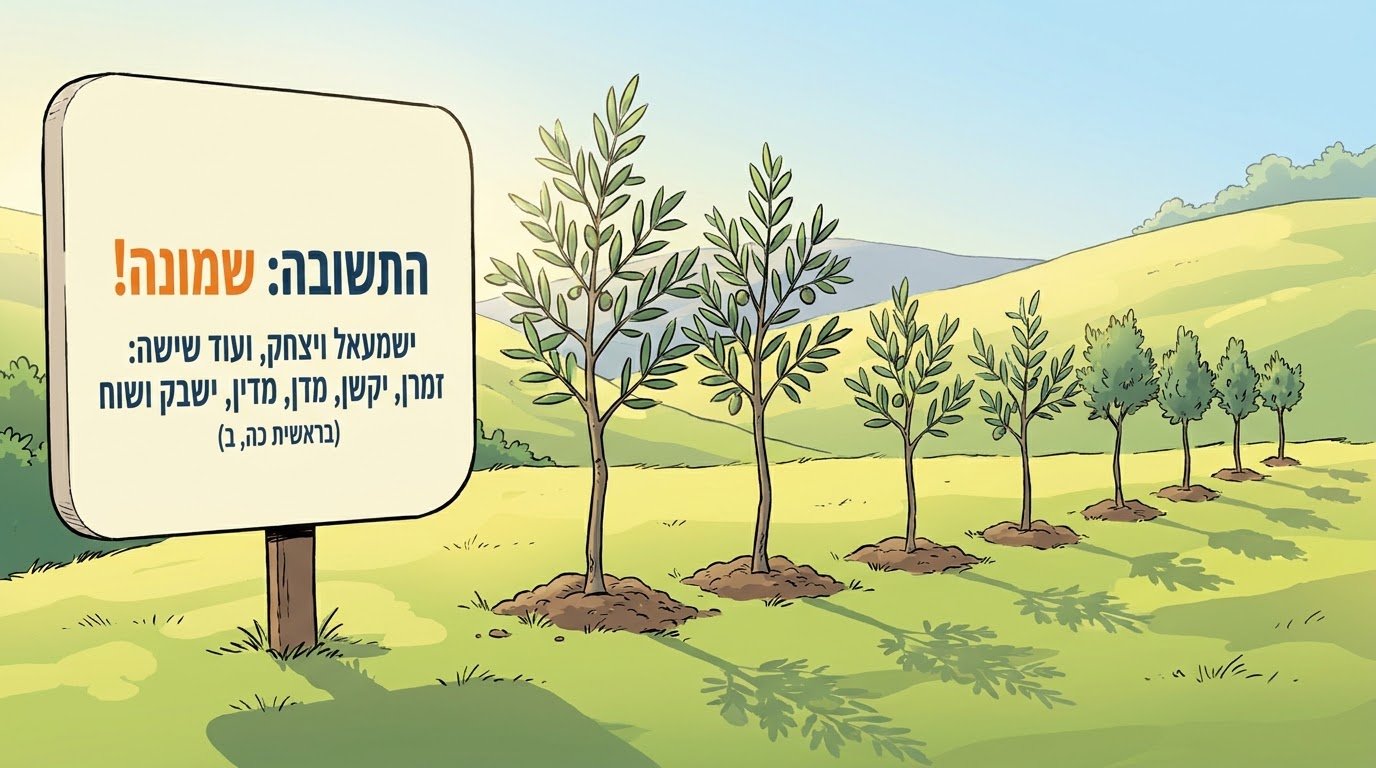 התשובה: שמונה!
ישמעאל ויצחק, ועוד שישה:
זמרן, יקשן, מדן, מדין, ישבק ושוח
(בראשית כה, ב)